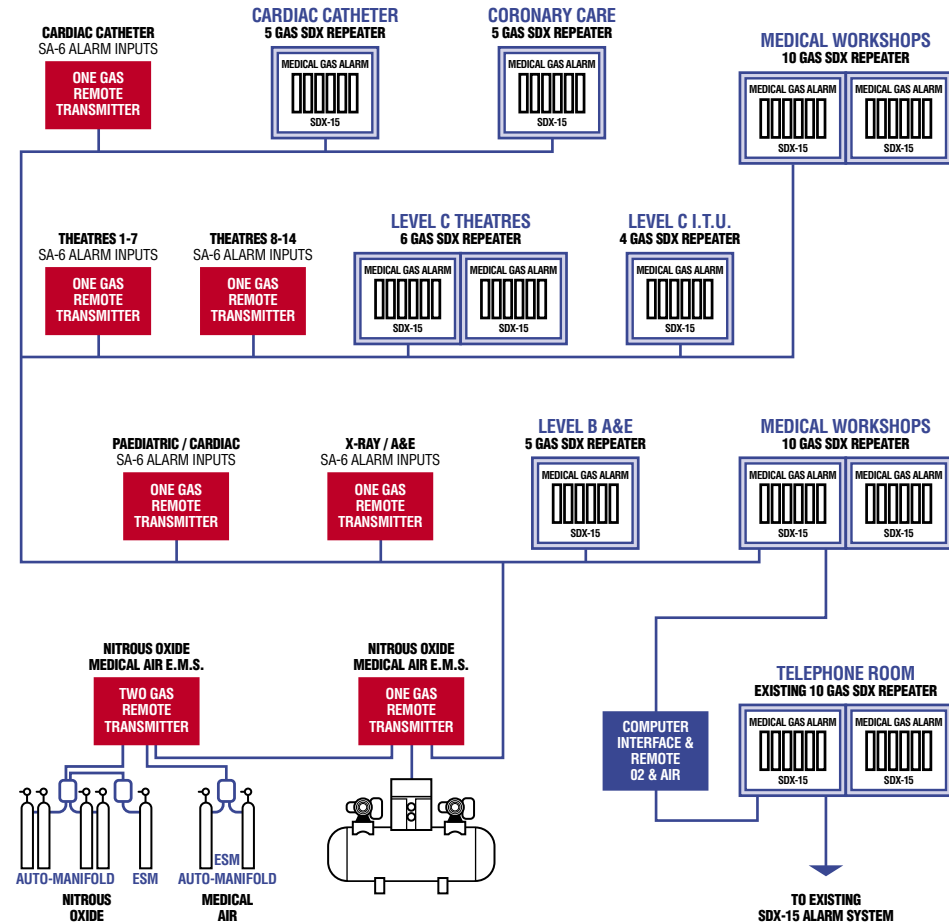 CARDIAC CATHETER
SA-6 ALARM INPUTS
ONE GAS
REMOTE
TRANSMITTER
CARDIAC CATHETER
5 GAS SDX REPEATER
MEDICAL GAS ALARM
SDX-15
CORONARY CARE
5 GAS SDX REPEATER
MEDICAL GAS ALARM
SDX-15
MEDICAL WORKSHOPS
10 GAS SDX REPEATER
MEDICAL GAS ALARM
SDX-15
MEDICAL GAS ALARM
SDX-15
THEATRES 1-7
SA-6 ALARM INPUTS
ONE GAS
REMOTE
TRANSMITTER
THEATRES 8-14
SA-6 ALARM INPUTS
ONE GAS
REMOTE
TRANSMITTER
LEVEL C THEATRES
6 GAS SDX REPEATER
MEDICAL GAS ALARM
SDX-15
MEDICAL GAS ALARM
SDX-15
LEVEL C I.T.U.
4 GAS SDX REPEATER
MEDICAL GAS ALARM
SDX-15
PAEDIATRIC / CARDIAC
SA-6 ALARM INPUTS
ONE GAS
REMOTE
TRANSMITTER
X-RAY / A&E
SA-6 ALARM INPUTS
ONE GAS
REMOTE
TRANSMITTER
LEVEL B A&E
5 GAS SDX REPEATER
MEDICAL GAS ALARM
SDX-15
MEDICAL WORKSHOPS
10 GAS SDX REPEATER
MEDICAL GAS ALARM
SDX-15
MEDICAL GAS ALARM
SDX-15
NITROUS OXIDE
MEDICAL AIR E.M.S.
TWO GAS
REMOTE
TRANSMITTER
NITROUS OXIDE
MEDICAL AIR E.M.S.
ONE GAS
REMOTE
TRANSMITTER
COMPUTER
INTERFACE &
REMOTE
02 & AIR
TELEPHONE ROOM
EXISTING 10 GAS SDX REPEATER
MEDICAL GAS ALARM
SDX-15
MEDICAL GAS ALARM
SDX-15
AUTO-MANIFOLD
ESM
NITROUS
OXIDE
ESM
AUTO-MANIFOLD
MEDICAL
AIR
TO EXISTING
SDX-15 ALARM SYSTEM